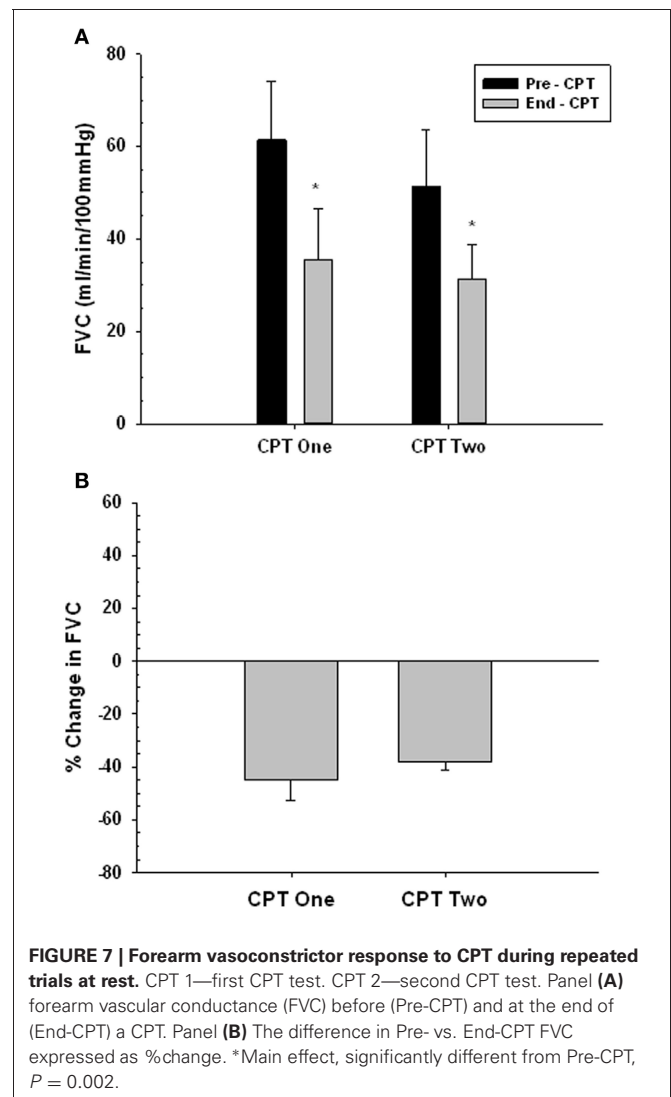 A
80
60
40
20
0
FVC (ml/min/100mmHg)
Pre - CPT
End - CPT
*
*
CPT One
CPT Two
B
60
40
20
0
-20
-40
-60
-80
% Change in FVC
CPT One
CPT Two
FIGURE 7 | Forearm vasoconstrictor response to CPT during repeated
trials at rest. CPT 1—first CPT test. CPT 2—second CPT test. Panel (A)
forearm vascular conductance (FVC) before (Pre-CPT) and at the end of
(End-CPT) a CPT. Panel (B) The difference in Pre- vs. End-CPT FVC
expressed as %change. *Main effect, significantly different from Pre-CPT,
P = 0.002.